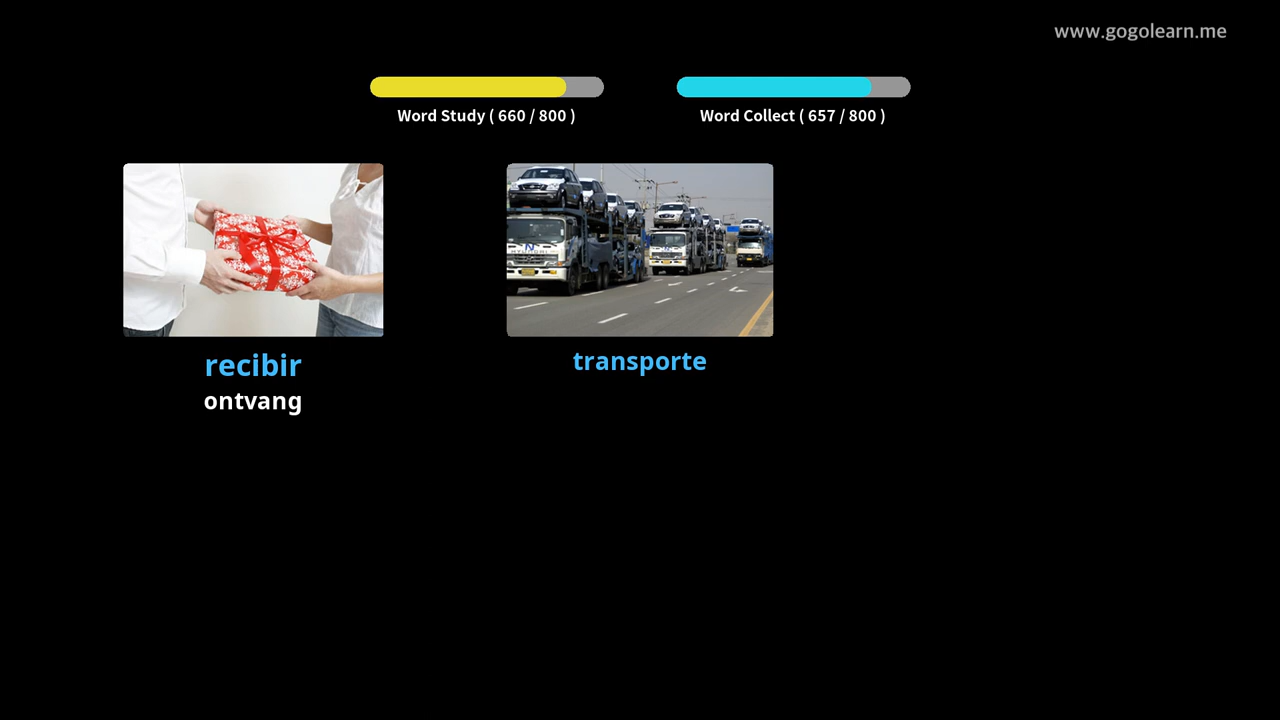 www.gogolearn.me
Word Study ( 660 / 800 )
Word Collect ( 657 / 800 )
recibir
ontvang
transporte